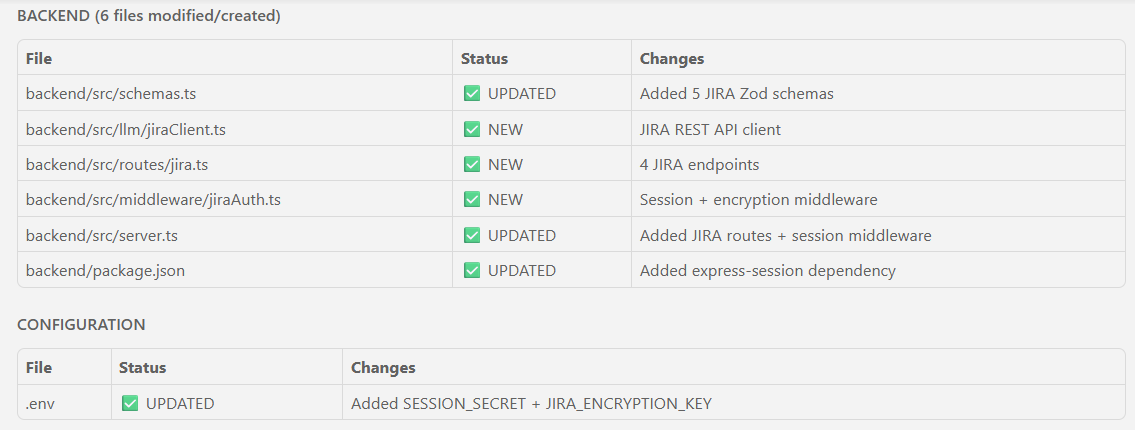 BACKEND (6 files modified/created)
File Status Changes
backend/src/schemas.ts ✅ UPDATED Added 5 JIRA Zod schemas
backend/src/llm/jiraClient.ts ✅ NEW JIRA REST API client
backend/src/routes/jira.ts ✅ NEW 4 JIRA endpoints
backend/src/middleware/jiraAuth.ts ✅ NEW Session + encryption middleware
backend/src/server.ts ✅ UPDATED Added JIRA routes + session middleware
backend/package.json ✅ UPDATED Added express-session dependency
CONFIGURATION
File Status Changes
.env ✅ UPDATED Added SESSION_SECRET + JIRA_ENCRYPTION_KEY